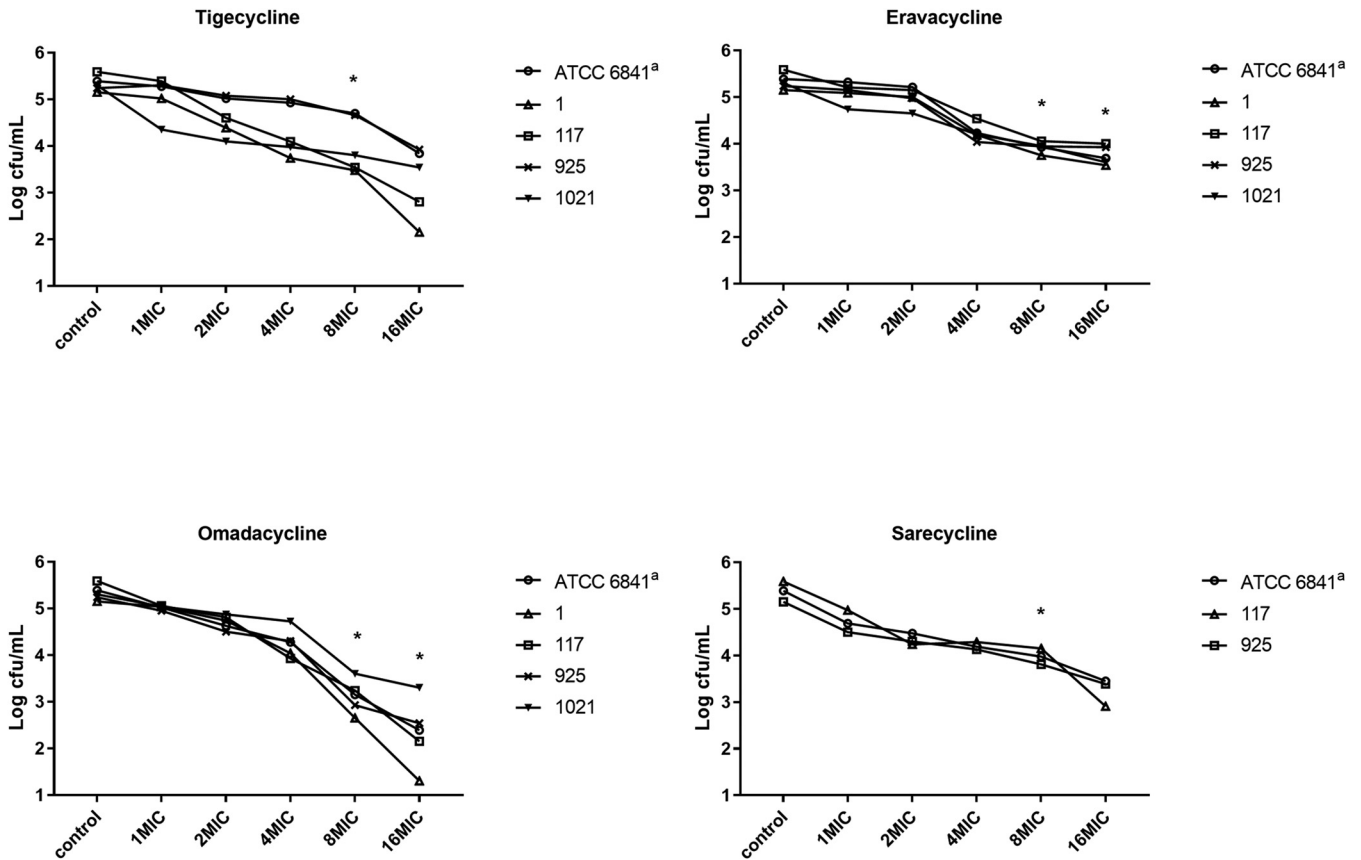 Tigecycline
Log cfu/mL
6
5
4
3
2
1
control
1MIC
2MIC
4MIC
8MIC
16MIC
*
ATCC 6841a
1
117
925
1021
Eravacycline
Log cfu/mL
6
5
4
3
2
1
control
1MIC
2MIC
4MIC
8MIC
16MIC
*
*
ATCC 6841a
1
117
925
1021
Omadacycline
Log cfu/mL
6
5
4
3
2
1
control
1MIC
2MIC
4MIC
8MIC
16MIC
*
*
ATCC 6841a
1
117
925
1021
Sarecycline
Log cfu/mL
6
5
4
3
2
1
control
1MIC
2MIC
4MIC
8MIC
16MIC
*
ATCC 6841a
117
925